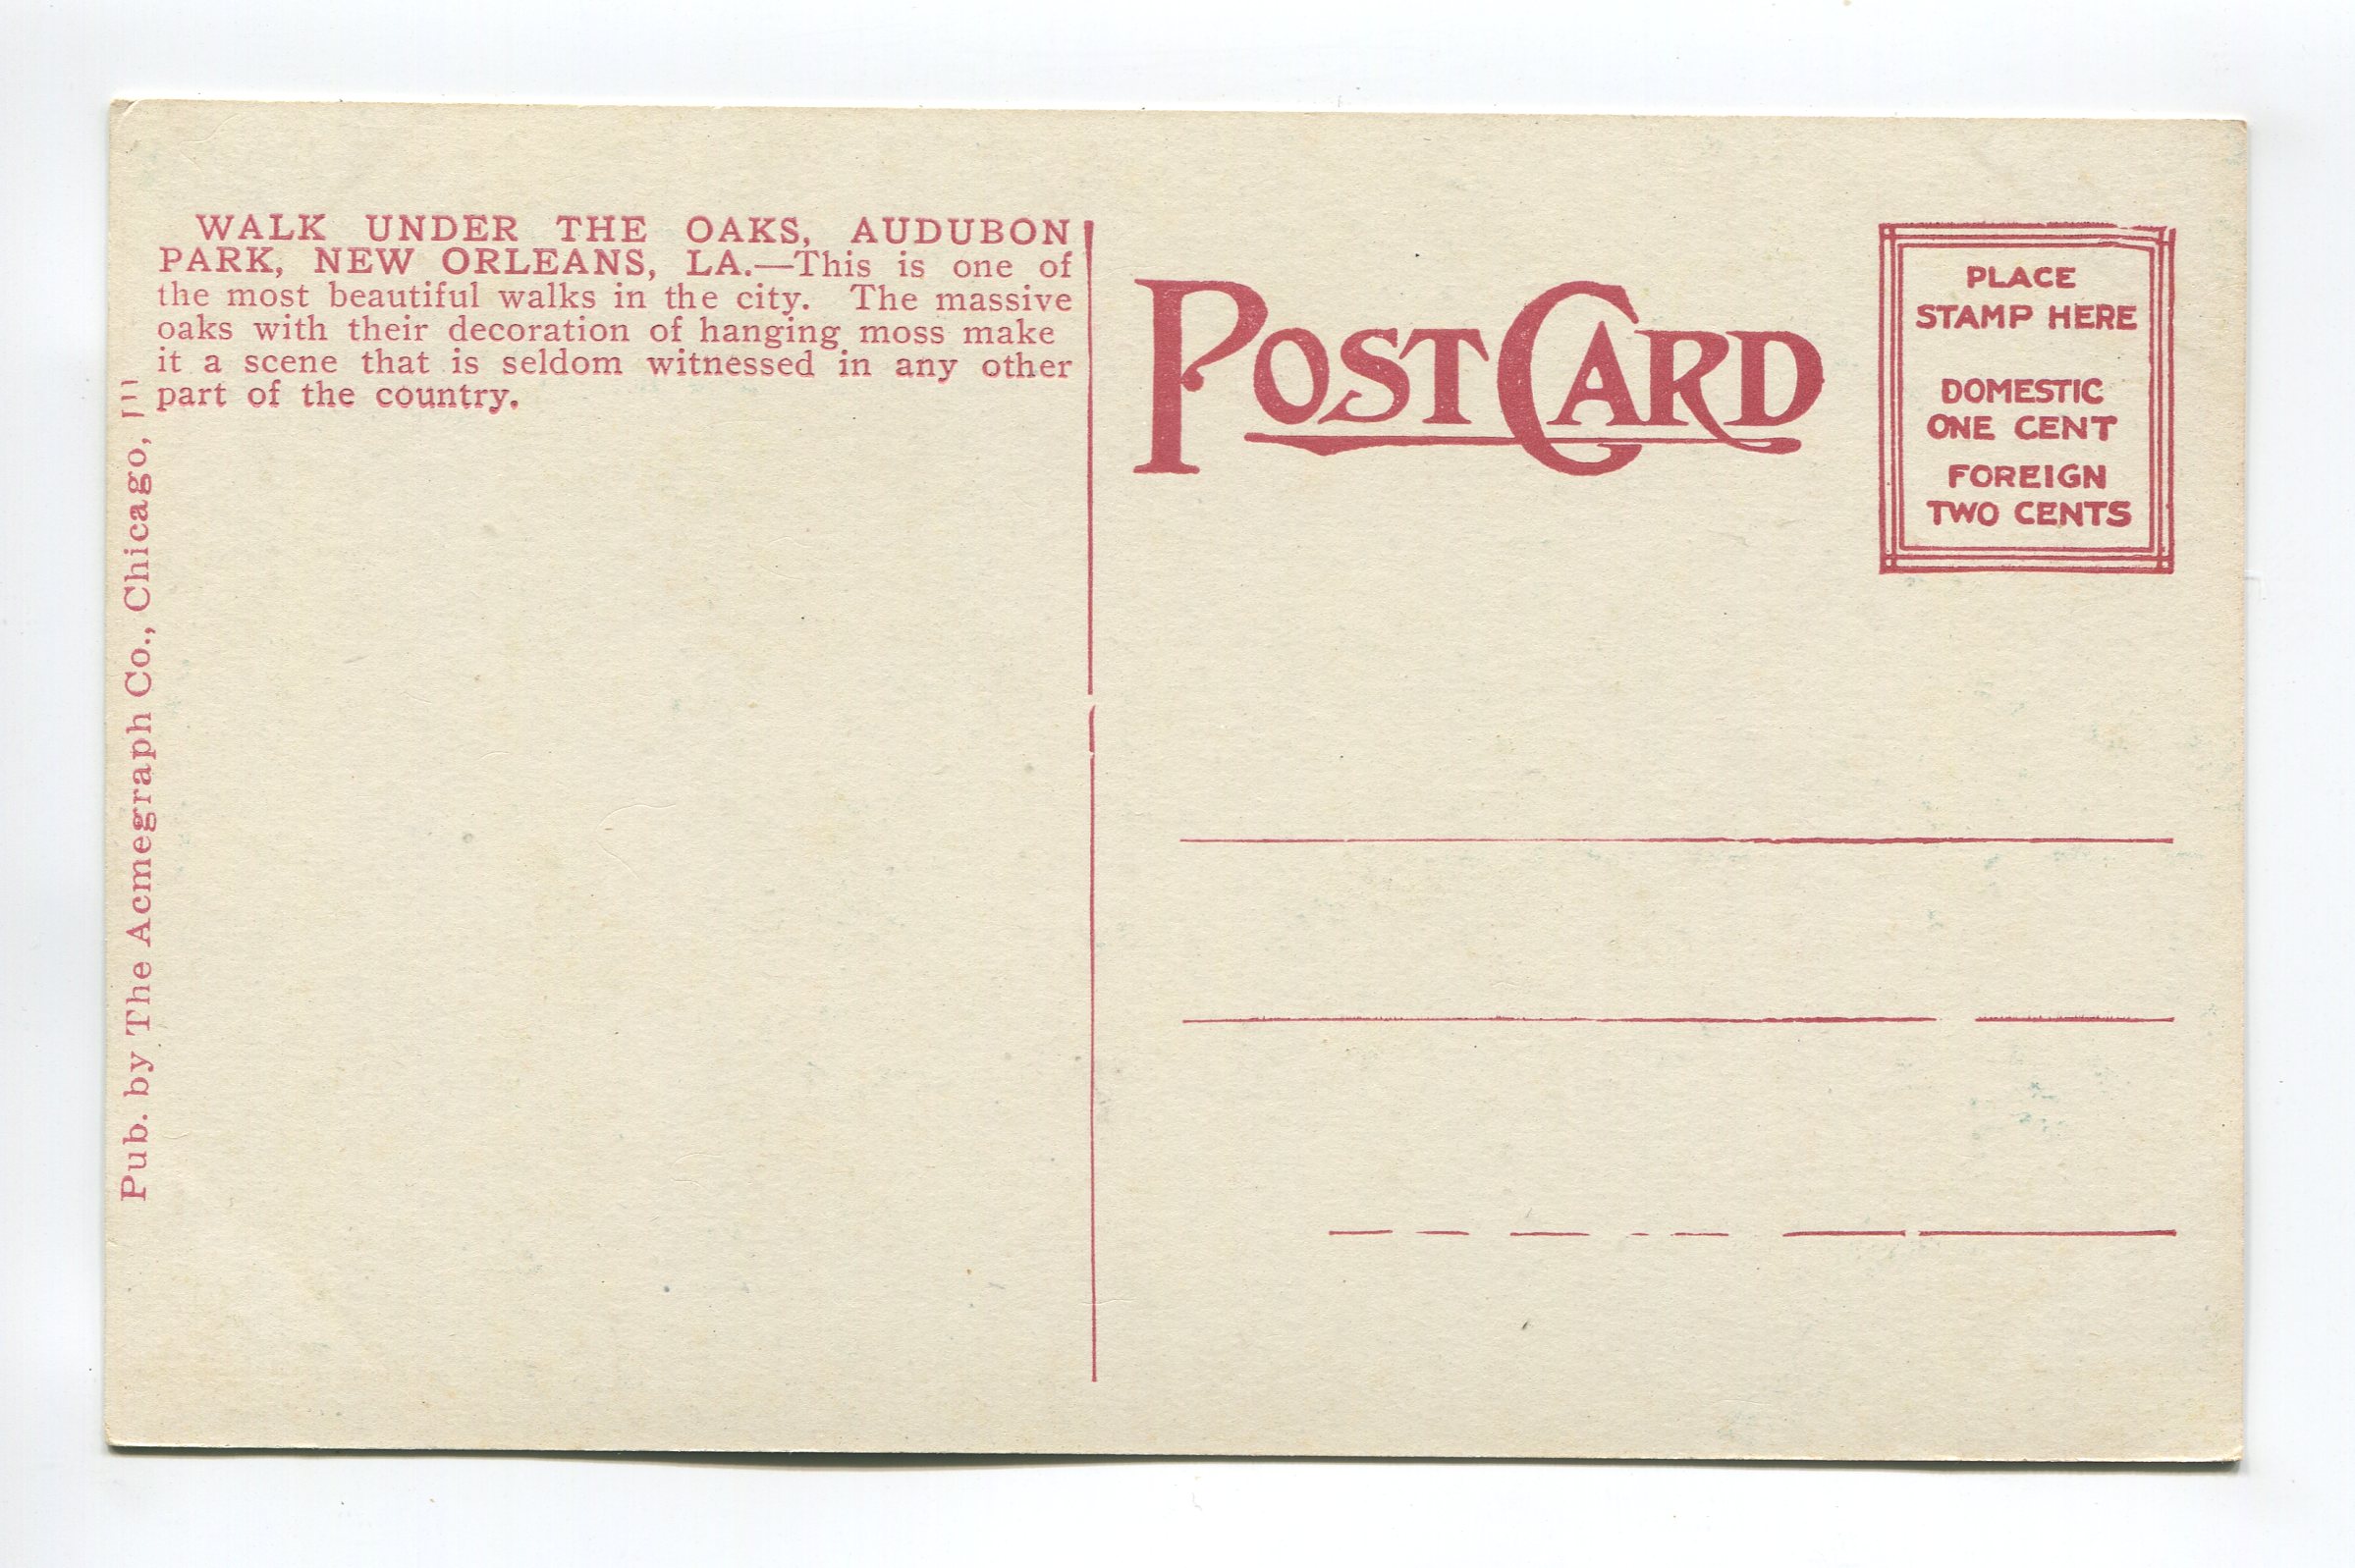 WALK UNDER THE OAKS, AUDUBON
PARK, NEW ORLEANS, LA.—This is one of
the most beautiful walks in the city. The massive
oaks with their decoration of hanging moss make
it a scene that is seldom witnessed in any other
part of the country.
Pub. by The Acmegraph Co., Chicago, Ill
POST CARD
PLACE
STAMP HERE
DOMESTIC
ONE CENT
FOREIGN
TWO CENTS